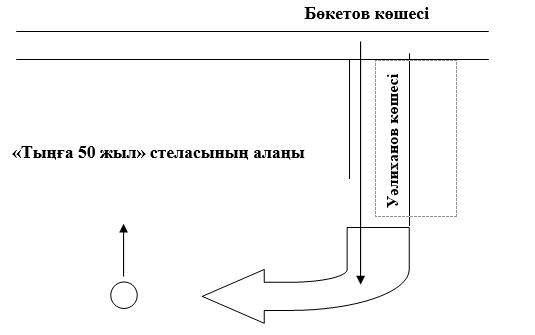 Бөкетов көшесі
Уәлиханов көшесі
«Тыңға 50 жыл» стеласының алаңы